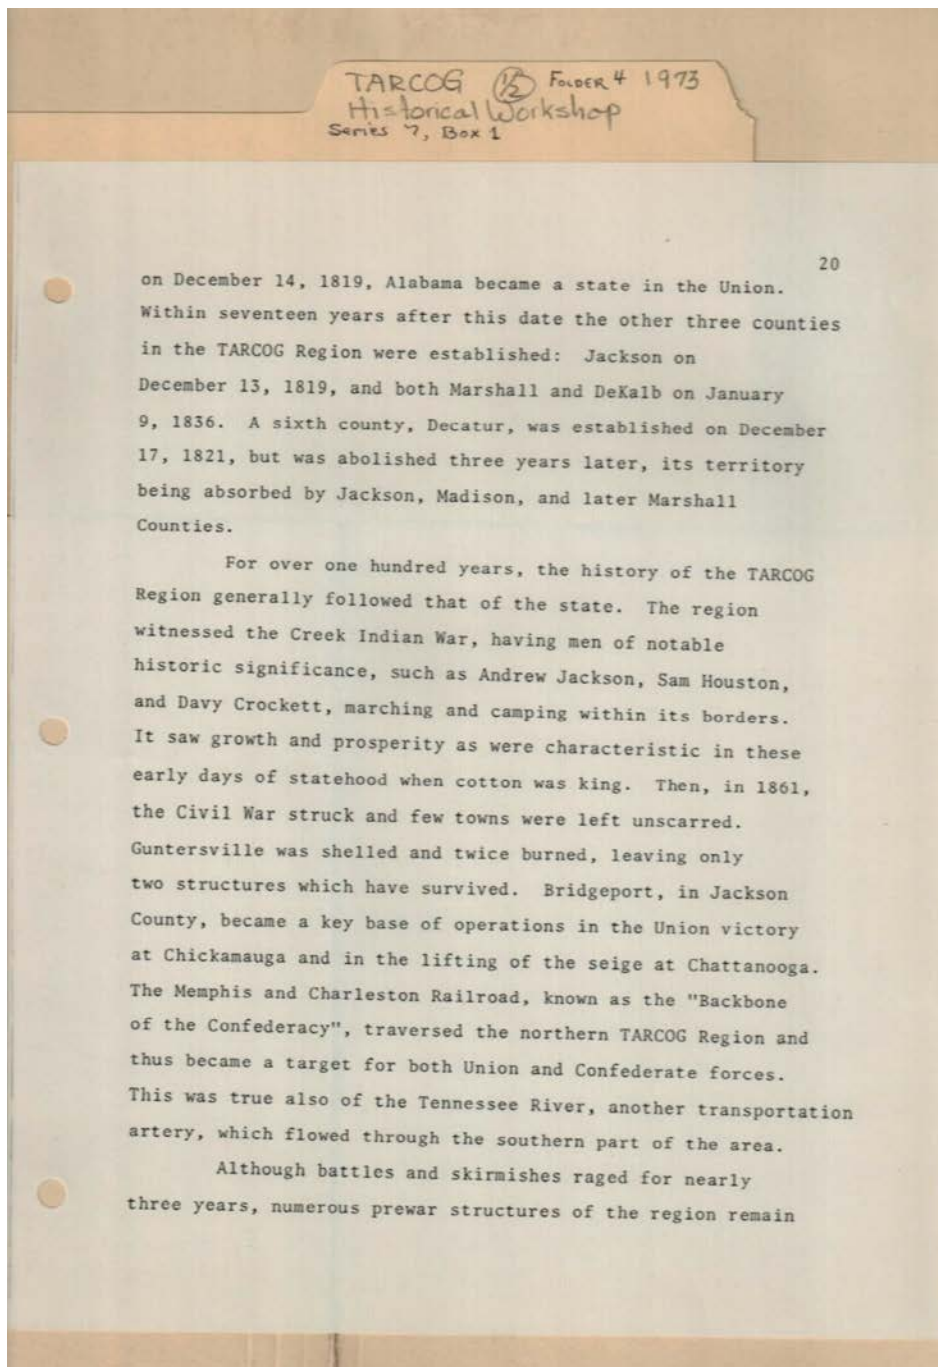 TARCOG 1/2 FOLDER 4 1973
Historical Workshop
Series 7, Box 1
20
on December 14, 1819, Alabama became a state in the Union.
Within seventeen years after this date the other three counties
in the TARCOG Region were established: Jackson on
December 13, 1819, and both Marshall and DeKalb on January
9, 1836. A sixth county, Decatur, was established on December
17, 1821, but was abolished three years later, its territory
being absorbed by Jackson, Madison, and later Marshall
Counties.
For over one hundred years, the history of the TARCOG
Region generally followed that of the state. The region
witnessed the Creek Indian War, having men of notable
historic significance, such as Andrew Jackson, Sam Houston,
and Davy Crockett, marching and camping within its borders.
It saw growth and prosperity as were characteristic in these
early days of statehood when cotton was king. Then, in 1861,
the Civil War struck and few towns were left unscarred.
Guntersville was shelled and twice burned, leaving only
two structures which have survived. Bridgeport, in Jackson
County, became a key base of operations in the Union victory
at Chickamauga and in the lifting of the seige at Chattanooga.
The Memphis and Charleston Railroad, known as the "Backbone
of the Confederacy", traversed the northern TARCOG Region and
thus became a target for both Union and Confederate forces.
This was true also of the Tennessee River, another transportation
artery, which flowed through the southern part of the area.
Although battles and skirmishes raged for nearly
three years, numerous prewar structures of the region remain